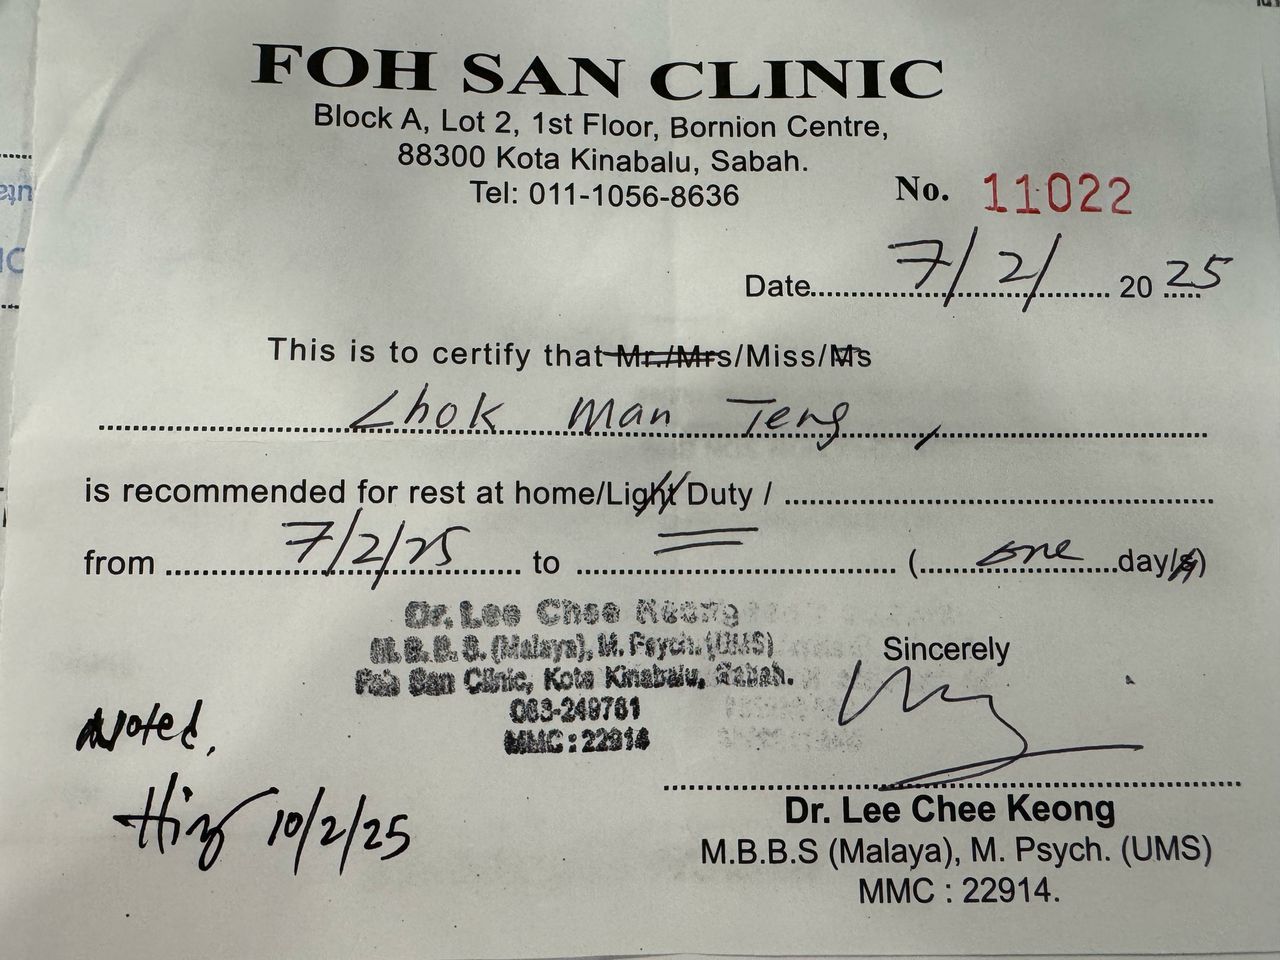 FOH SAN CLINIC
Block A, Lot 2, 1st Floor, Bornion Centre,
88300 Kota Kinabalu, Sabah.
Tel: 011-1056-8636
No. 11022
Date 7/2/ 2025
This is to certify that Mr./Mrs/Miss/Ms
Chok Man Teng,
is recommended for rest at home/Light Duty /
from 7/2/25 to = (one day/s)
Dr. Lee Chee Keong
M.B.B.S. (Malaya), M. Psych. (UMS)
Foh San Clinic, Kota Kinabalu, Sabah.
088-249761
MMC : 22914
Sincerely
Noted,
10/2/25
Dr. Lee Chee Keong
M.B.B.S (Malaya), M. Psych. (UMS)
MMC : 22914.